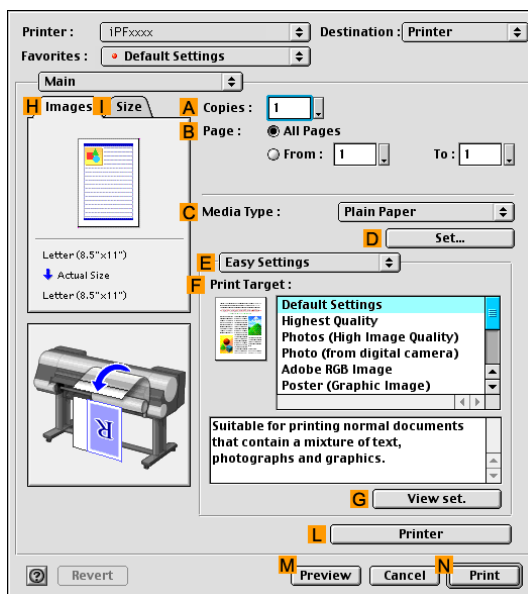 Printer : iPFxxxx Destination : Printer
Favorites : Default Settings
Main
H Images I Size
A Copies : 1
B Page : All Pages
From : 1 To : 1
C Media Type : Plain Paper
D Set...
Letter (8.5"x11")
Actual Size
Letter (8.5"x11")
E Easy Settings
F Print Target :
Default Settings
Highest Quality
Photos (High Image Quality)
Photo (from digital camera)
Adobe RGB Image
Poster (Graphic Image)
R
Suitable for printing normal documents
that contain a mixture of text,
photographs and graphics.
G View set.
L Printer
? Revert M Preview Cancel N Print